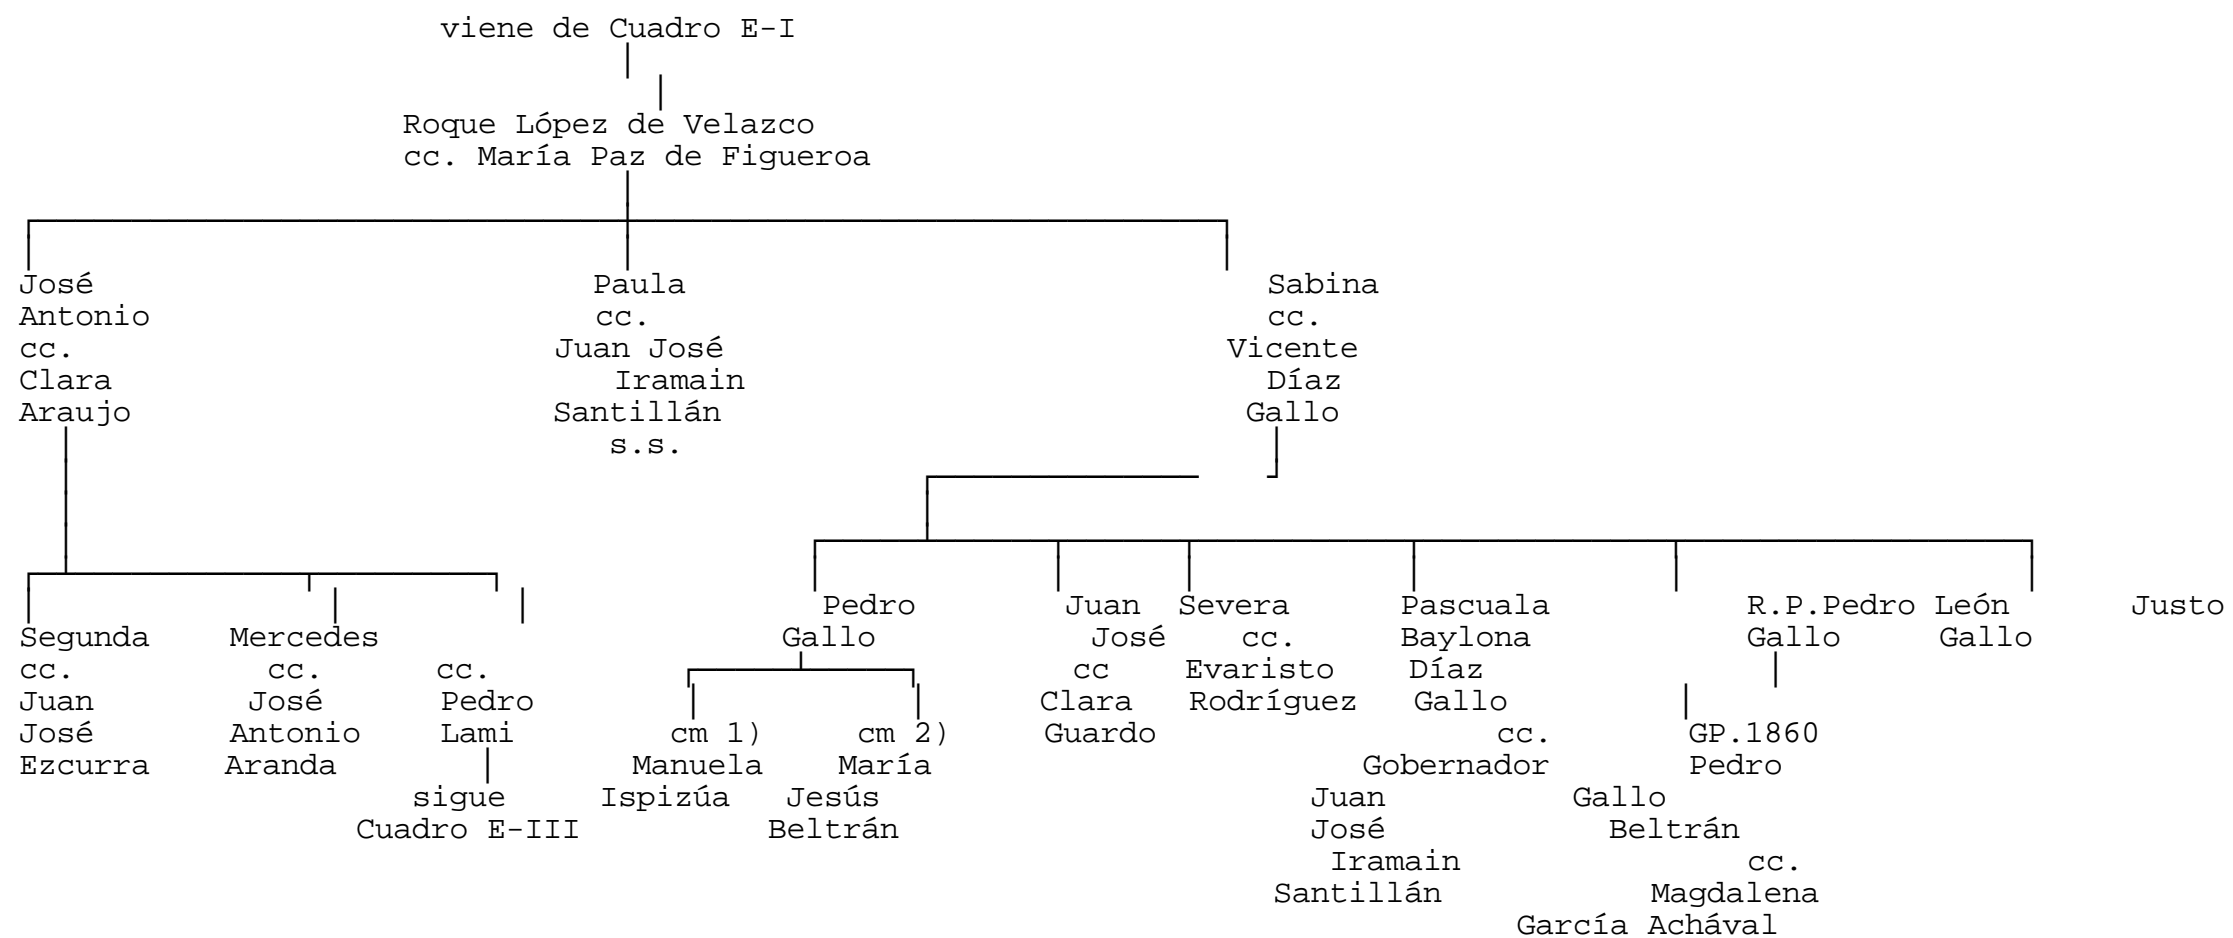 viene de Cuadro E-I
Roque López de Velazco
cc. María Paz de Figueroa
José Paula Sabina
Antonio cc. cc.
cc. Juan José Vicente
Clara Iramain Díaz
Araujo Santillán Gallo
s.s.
Pedro Juan Severa Pascuala R.P.Pedro León Justo
Segunda Mercedes Gallo José cc. Baylona Gallo Gallo
cc. cc. cc. cc Evaristo Díaz
Juan José Pedro Clara Rodríguez Gallo
José Antonio Lami cm 1) cm 2) Guardo cc. GP.1860
Ezcurra Aranda Manuela María Gobernador Pedro
sigue Ispizúa Jesús Juan Gallo
Cuadro E-III Beltrán José Beltrán
Iramain cc.
Santillán Magdalena
García Achával